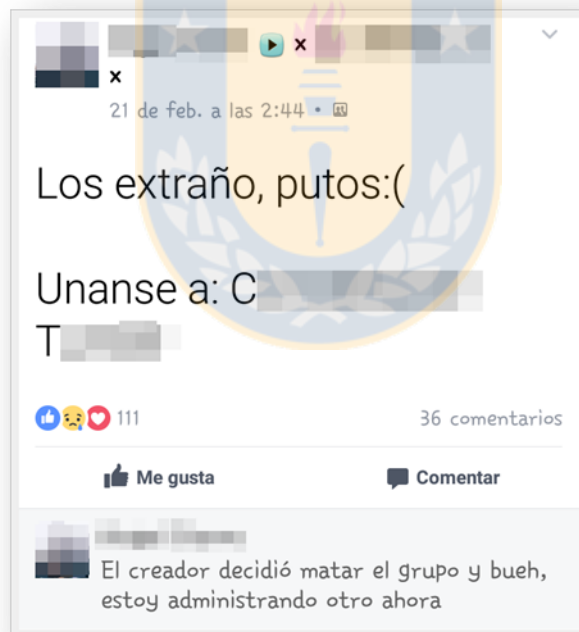 x
x
21 de feb. a las 2:44 •
Los extraño, putos:(
Unanse a: C
T
111
36 comentarios
Me gusta
Comentar
El creador decidió matar el grupo y bueh,
estoy administrando otro ahora